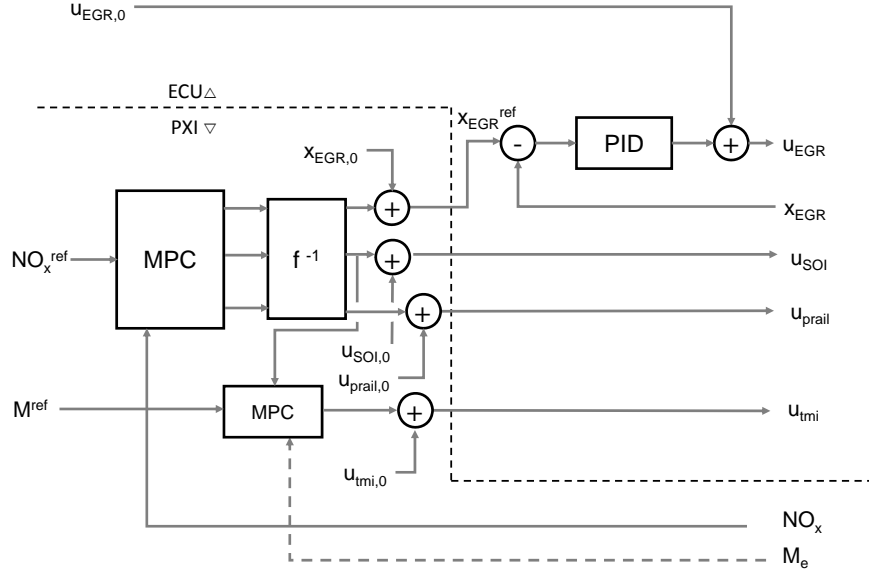 u_EGR,0
ECU△
PXI ▽
x_EGR^ref
x_EGR,0
-
PID
+
u_EGR
+
x_EGR
NO_x^ref
MPC
f ^-1
+
u_SOI
+
u_prail
u_SOI,0
u_prail,0
M^ref
MPC
+
u_tmi
u_tmi,0
NO_x
M_e